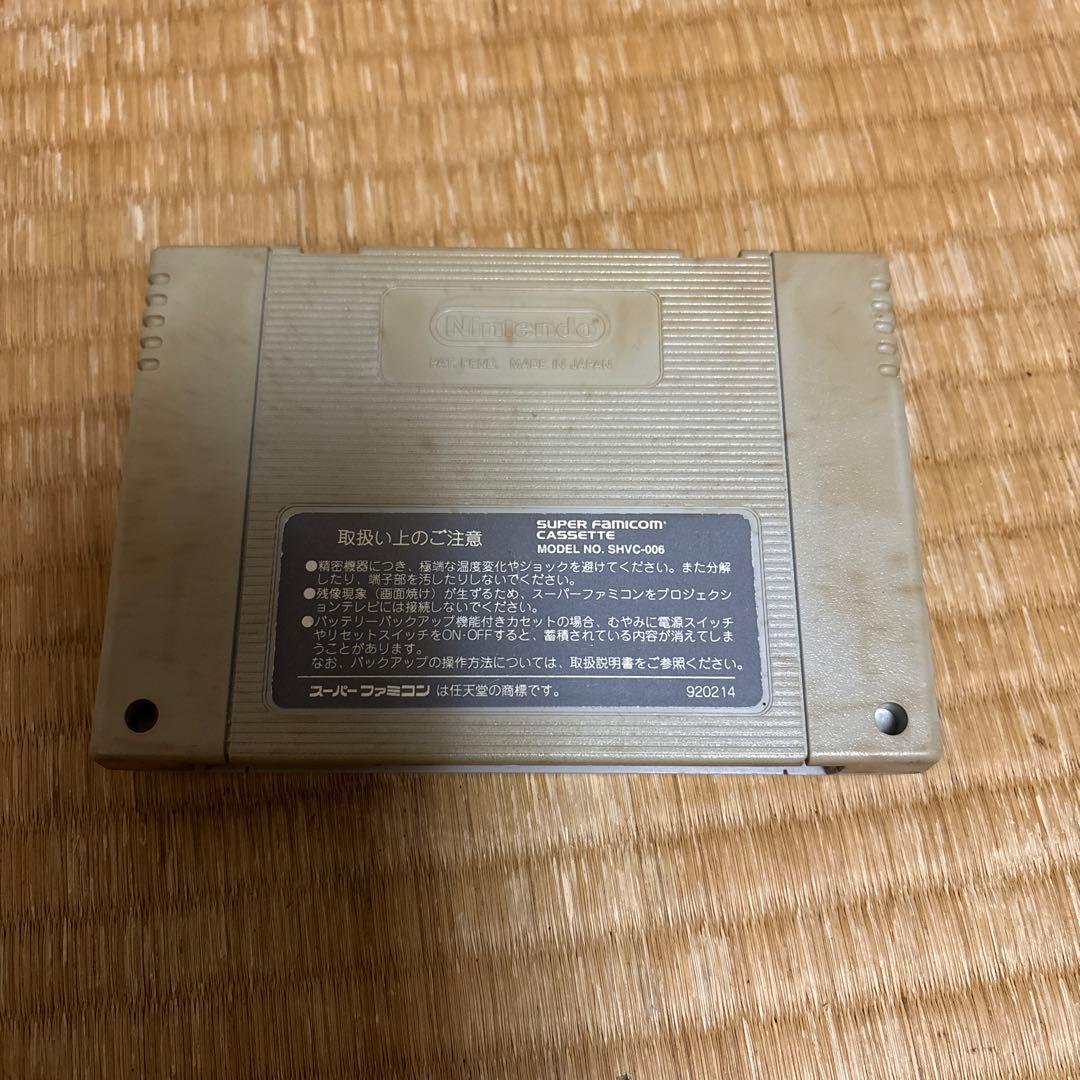 Nintendo®
PAT. PEND. MADE IN JAPAN
取扱い上のご注意
SUPER FAMICOM®
CASSETTE
MODEL NO. SHVC-006
●精密機器につき、極端な温度変化やショックを避けてください。また分解
したり、端子部を汚したりしないでください。
●残像現象（画面焼け）が生ずるため、スーパーファミコンをプロジェクシ
ョンテレビには接続しないでください。
●バッテリーバックアップ機能付きカセットの場合、むやみに電源スイッチ
やリセットスイッチをON・OFFすると、蓄積されている内容が消えてしま
うことがあります。
なお、バックアップの操作方法については、取扱説明書をご参照ください。
スーパーファミコン は任天堂の商標です。 920214